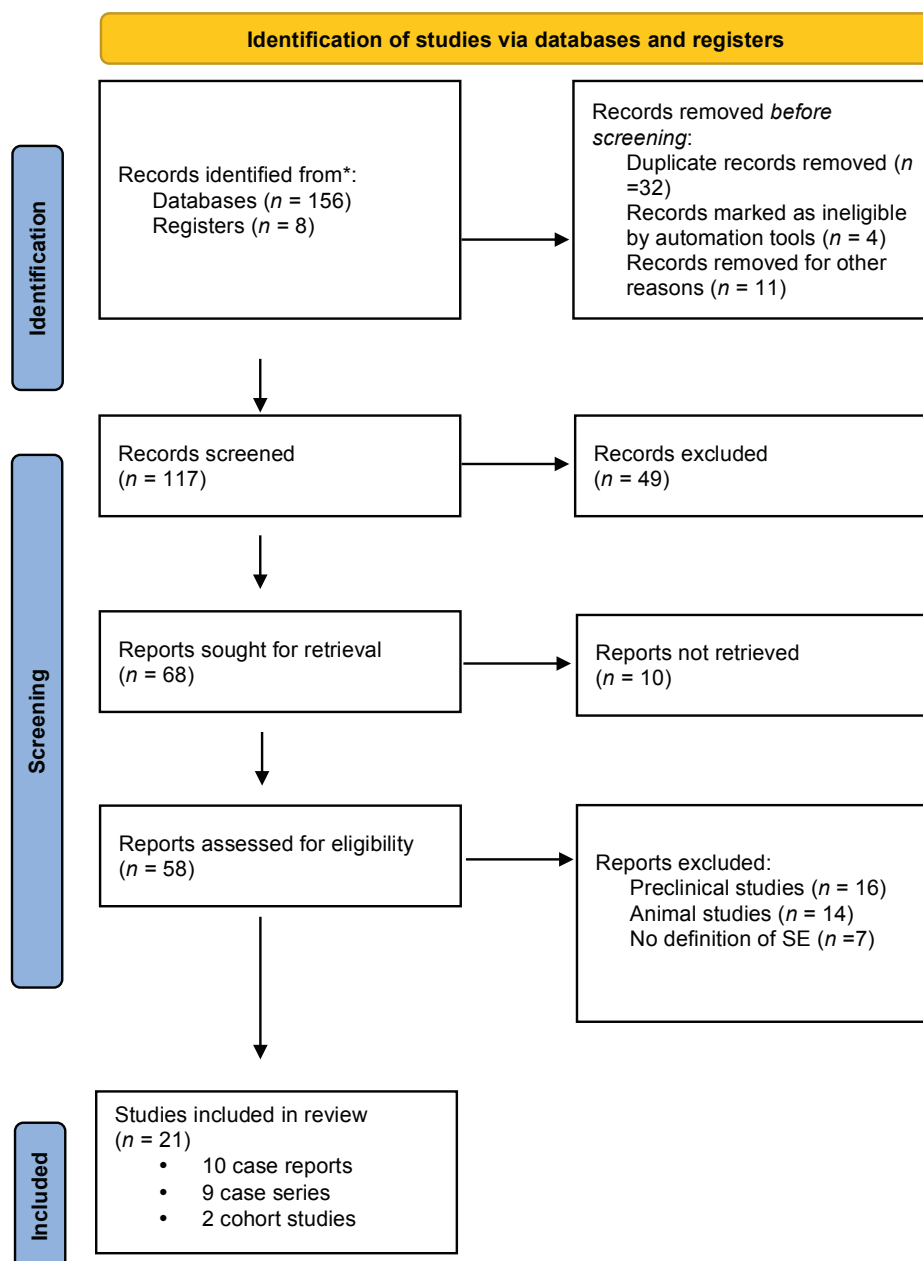 Identification of studies via databases and registers
Identification
Records identified from*:
Databases (n = 156)
Registers (n = 8)
Records removed before
screening:
Duplicate records removed (n
=32)
Records marked as ineligible
by automation tools (n = 4)
Records removed for other
reasons (n = 11)
Screening
Records screened
(n = 117)
Records excluded
(n = 49)
Reports sought for retrieval
(n = 68)
Reports not retrieved
(n = 10)
Reports assessed for eligibility
(n = 58)
Reports excluded:
Preclinical studies (n = 16)
Animal studies (n = 14)
No definition of SE (n =7)
Included
Studies included in review
(n = 21)
• 10 case reports
• 9 case series
• 2 cohort studies